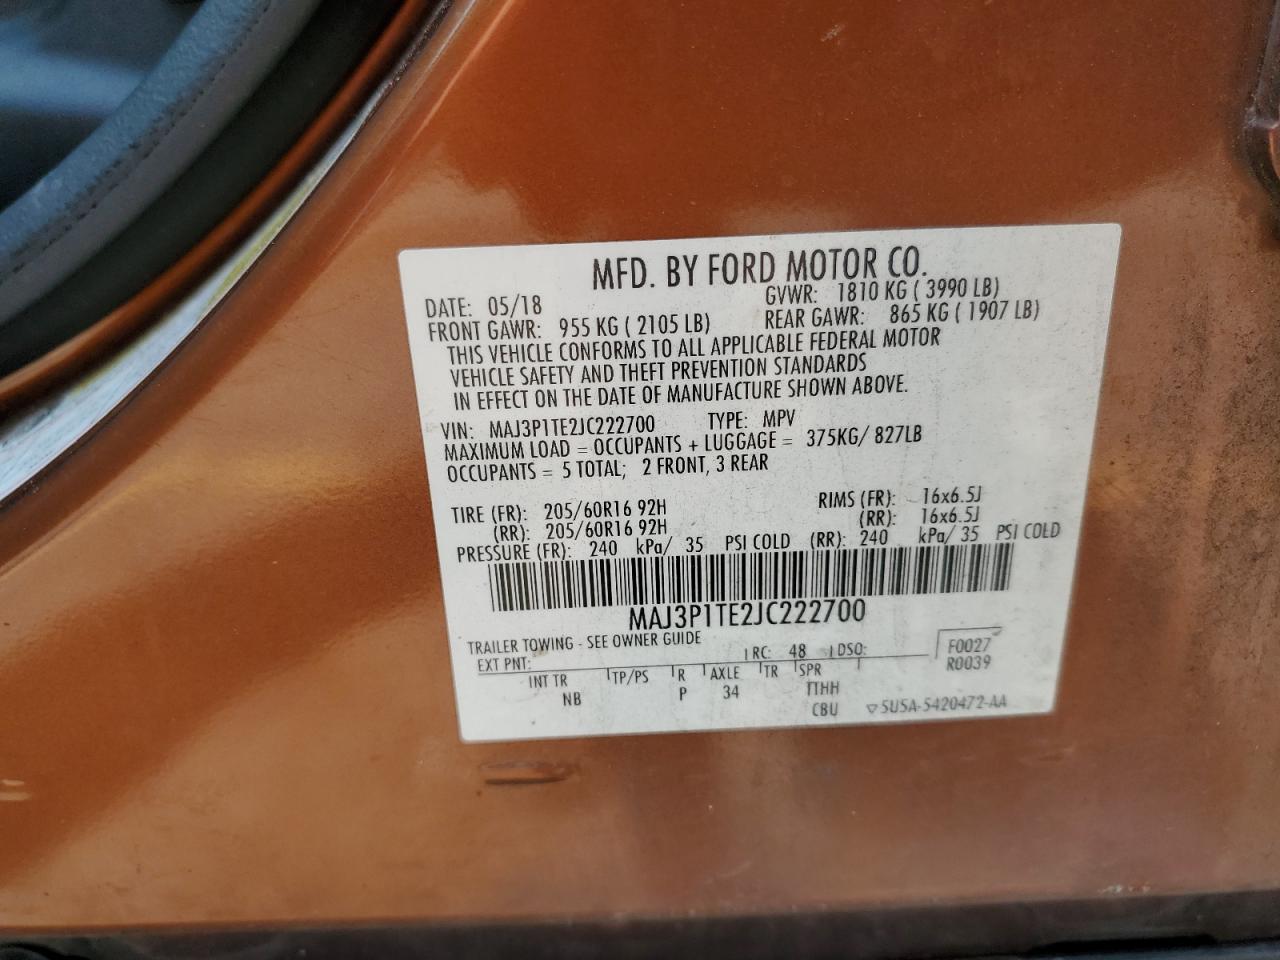 MFD. BY FORD MOTOR CO.
DATE: 05/18 GVWR: 1810 KG ( 3990 LB)
FRONT GAWR: 955 KG ( 2105 LB) REAR GAWR: 865 KG ( 1907 LB)
THIS VEHICLE CONFORMS TO ALL APPLICABLE FEDERAL MOTOR
VEHICLE SAFETY AND THEFT PREVENTION STANDARDS
IN EFFECT ON THE DATE OF MANUFACTURE SHOWN ABOVE.
VIN: MAJ3P1TE2JC222700 TYPE: MPV
MAXIMUM LOAD = OCCUPANTS + LUGGAGE = 375KG/ 827LB
OCCUPANTS = 5 TOTAL; 2 FRONT, 3 REAR
TIRE (FR): 205/60R16 92H RIMS (FR): 16x6.5J
(RR): 205/60R16 92H (RR): 16x6.5J
PRESSURE (FR): 240 kPa/ 35 PSI COLD (RR): 240 kPa/ 35 PSI COLD
MAJ3P1TE2JC222700
TRAILER TOWING - SEE OWNER GUIDE
EXT PNT: RC: 48 DSO: F0027
R0039
INT TR TP/PS R AXLE TR SPR
NB P 34 TTHH
CBU ▽ 5U5A-5420472-AA